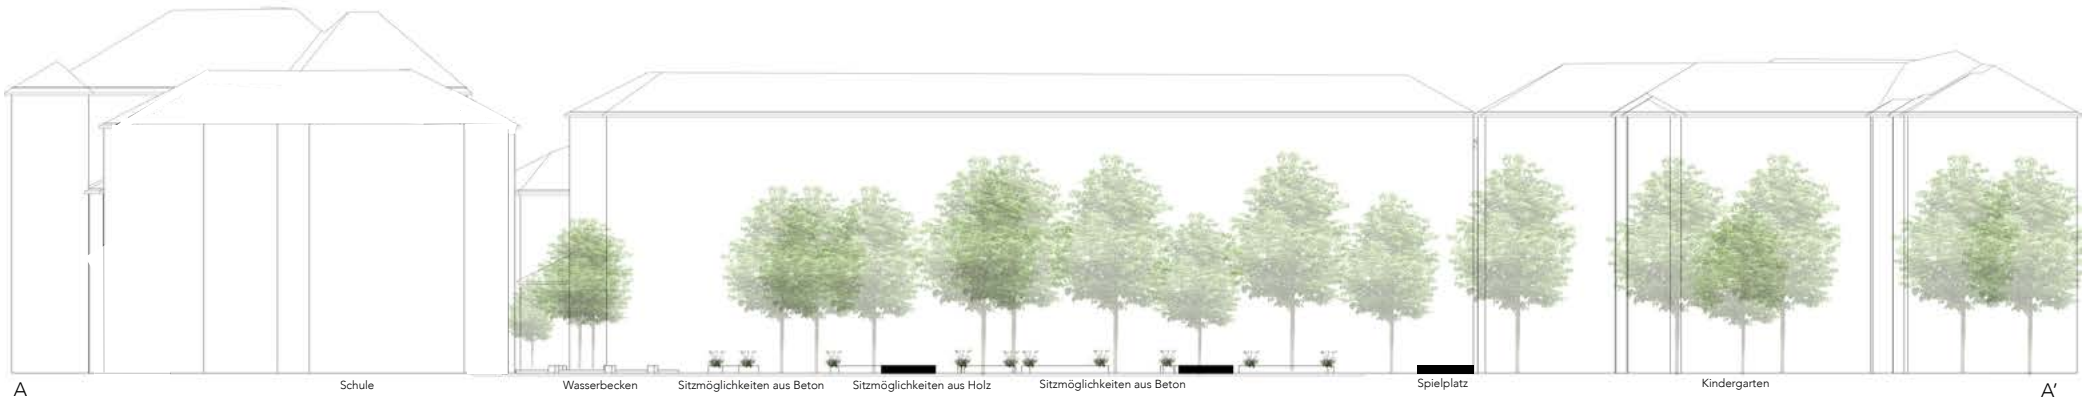 A
Schule
Wasserbecken
Sitzmöglichkeiten aus Beton
Sitzmöglichkeiten aus Holz
Sitzmöglichkeiten aus Beton
Spielplatz
Kindergarten
A'